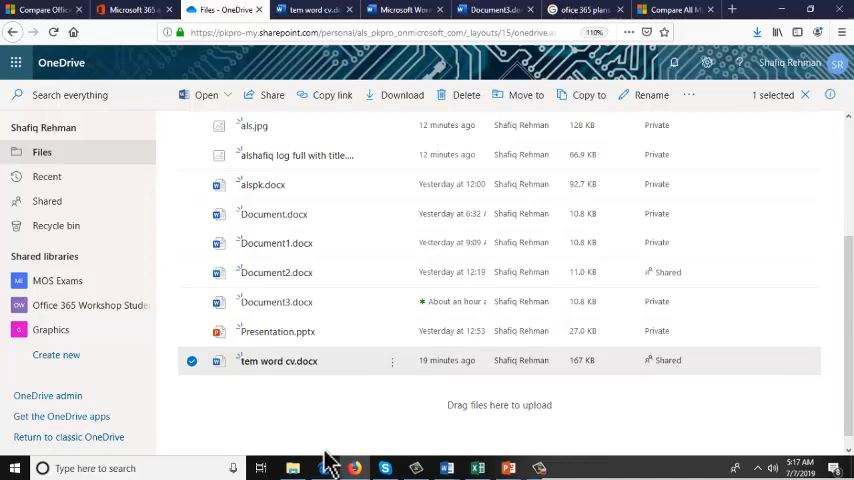 Compare Office
Microsoft 365 a
Files - OneDrive
tem word cv.do
Microsoft Word
Document3.do
ofice 365 plans
Compare All M
https://pkpro-my.sharepoint.com/personal/als_pkpro_onmicrosoft_com/_layouts/15/onedrive.a
110%
OneDrive
Shafiq Rehman
SR
Search everything
Open
Share
Copy link
Download
Delete
Move to
Copy to
Rename
1 selected
Shafiq Rehman
als.jpg 12 minutes ago Shafiq Rehman 128 KB Private
Files
alshafiq log full with title.... 12 minutes ago Shafiq Rehman 66.9 KB Private
Recent
alspk.docx Yesterday at 12:00 Shafiq Rehman 92.7 KB Private
Shared
Document.docx Yesterday at 6:32 Shafiq Rehman 10.8 KB Private
Recycle bin
Document1.docx Yesterday at 9:09 Shafiq Rehman 10.8 KB Private
Shared libraries
Document2.docx Yesterday at 12:19 Shafiq Rehman 11.0 KB Shared
ME MOS Exams
OW Office 365 Workshop Stude
Document3.docx About an hour a Shafiq Rehman 10.8 KB Private
G Graphics
Presentation.pptx Yesterday at 12:53 Shafiq Rehman 27.0 KB Private
Create new
tem word cv.docx 19 minutes ago Shafiq Rehman 167 KB Shared
OneDrive admin
Drag files here to upload
Get the OneDrive apps
Return to classic OneDrive
Type here to search
5:17 AM
7/7/2019
8